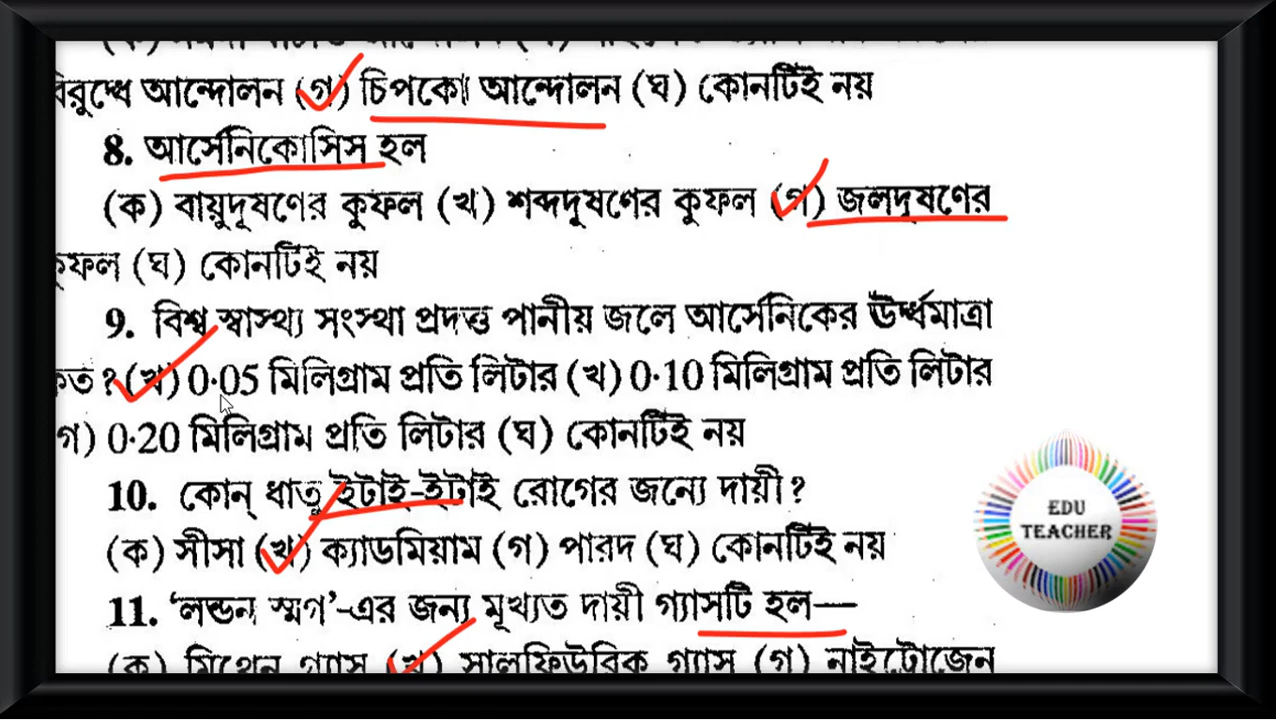 বিরুদ্ধে আন্দোলন (গ) চিপকো আন্দোলন (ঘ) কোনটিই নয়
8. আর্সেনিকোসিস হল
(ক) বায়ুদূষণের কুফল (খ) শব্দদূষণের কুফল (গ) জলদূষণের
কুফল (ঘ) কোনটিই নয়
9. বিশ্ব স্বাস্থ্য সংস্থা প্রদত্ত পানীয় জলে আর্সেনিকের ঊর্ধ্বমাত্রা
কত ? (খ) 0·05 মিলিগ্রাম প্রতি লিটার (খ) 0·10 মিলিগ্রাম প্রতি লিটার
গ) 0·20 মিলিগ্রাম প্রতি লিটার (ঘ) কোনটিই নয়
10. কোন্ ধাতু ইটাই-ইটাই রোগের জন্যে দায়ী ?
(ক) সীসা (খ) ক্যাডমিয়াম (গ) পারদ (ঘ) কোনটিই নয়
11. ‘লন্ডন স্মগ’-এর জন্য মূখ্যত দায়ী গ্যাসটি হল—
(ক) মিথেন গ্যাস (খ) সালফিউরিক গ্যাস (গ) নাইট্রোজেন
EDU
TEACHER